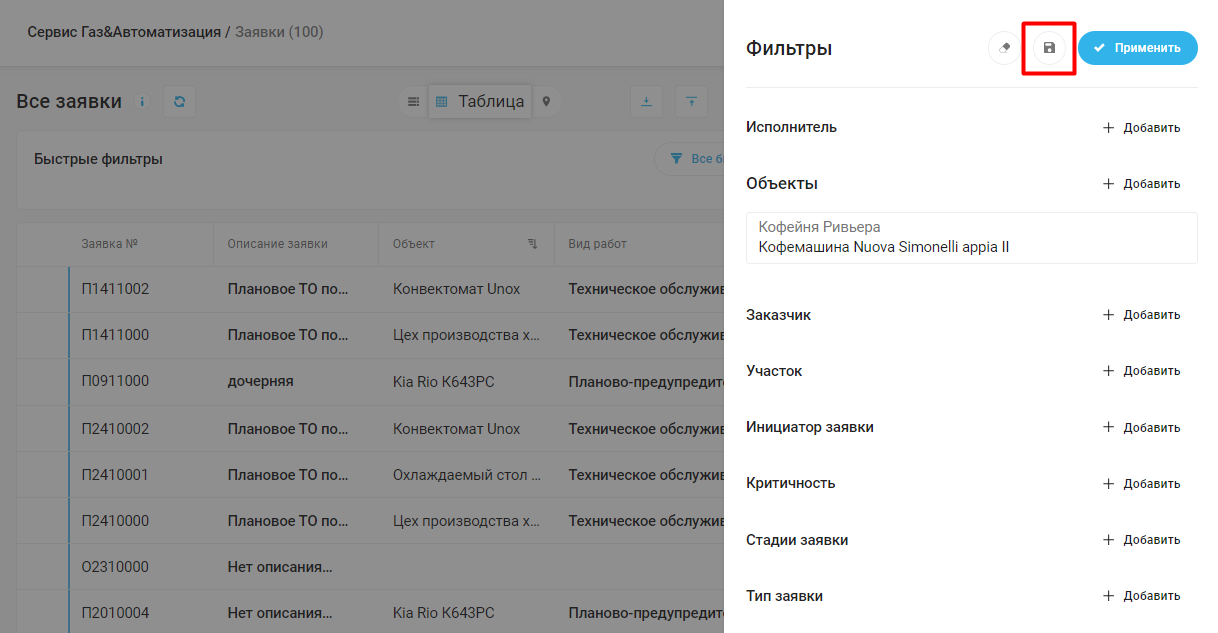 Сервис Газ&Автоматизация / Заявки (100)
Все заявки
Таблица
Быстрые фильтры
Все б
Заявка № Описание заявки Объект Вид работ
П1411002 Плановое ТО по... Конвектомат Unox Техническое обслужив
П1411000 Плановое ТО по... Цех производства х... Техническое обслужив
П0911000 дочерняя Kia Rio К643РС Планово-предупредит
П2410002 Плановое ТО по... Конвектомат Unox Техническое обслужив
П2410001 Плановое ТО по... Охлаждаемый стол ... Техническое обслужив
П2410000 Плановое ТО по... Цех производства х... Техническое обслужив
О2310000 Нет описания...
П2010004 Нет описания... Kia Rio К643РС Планово-предупредит
Фильтры
Применить
Исполнитель Добавить
Объекты Добавить
Кофейня Ривьера
Кофемашина Nuova Simonelli appia II
Заказчик Добавить
Участок Добавить
Инициатор заявки Добавить
Критичность Добавить
Стадии заявки Добавить
Тип заявки Добавить